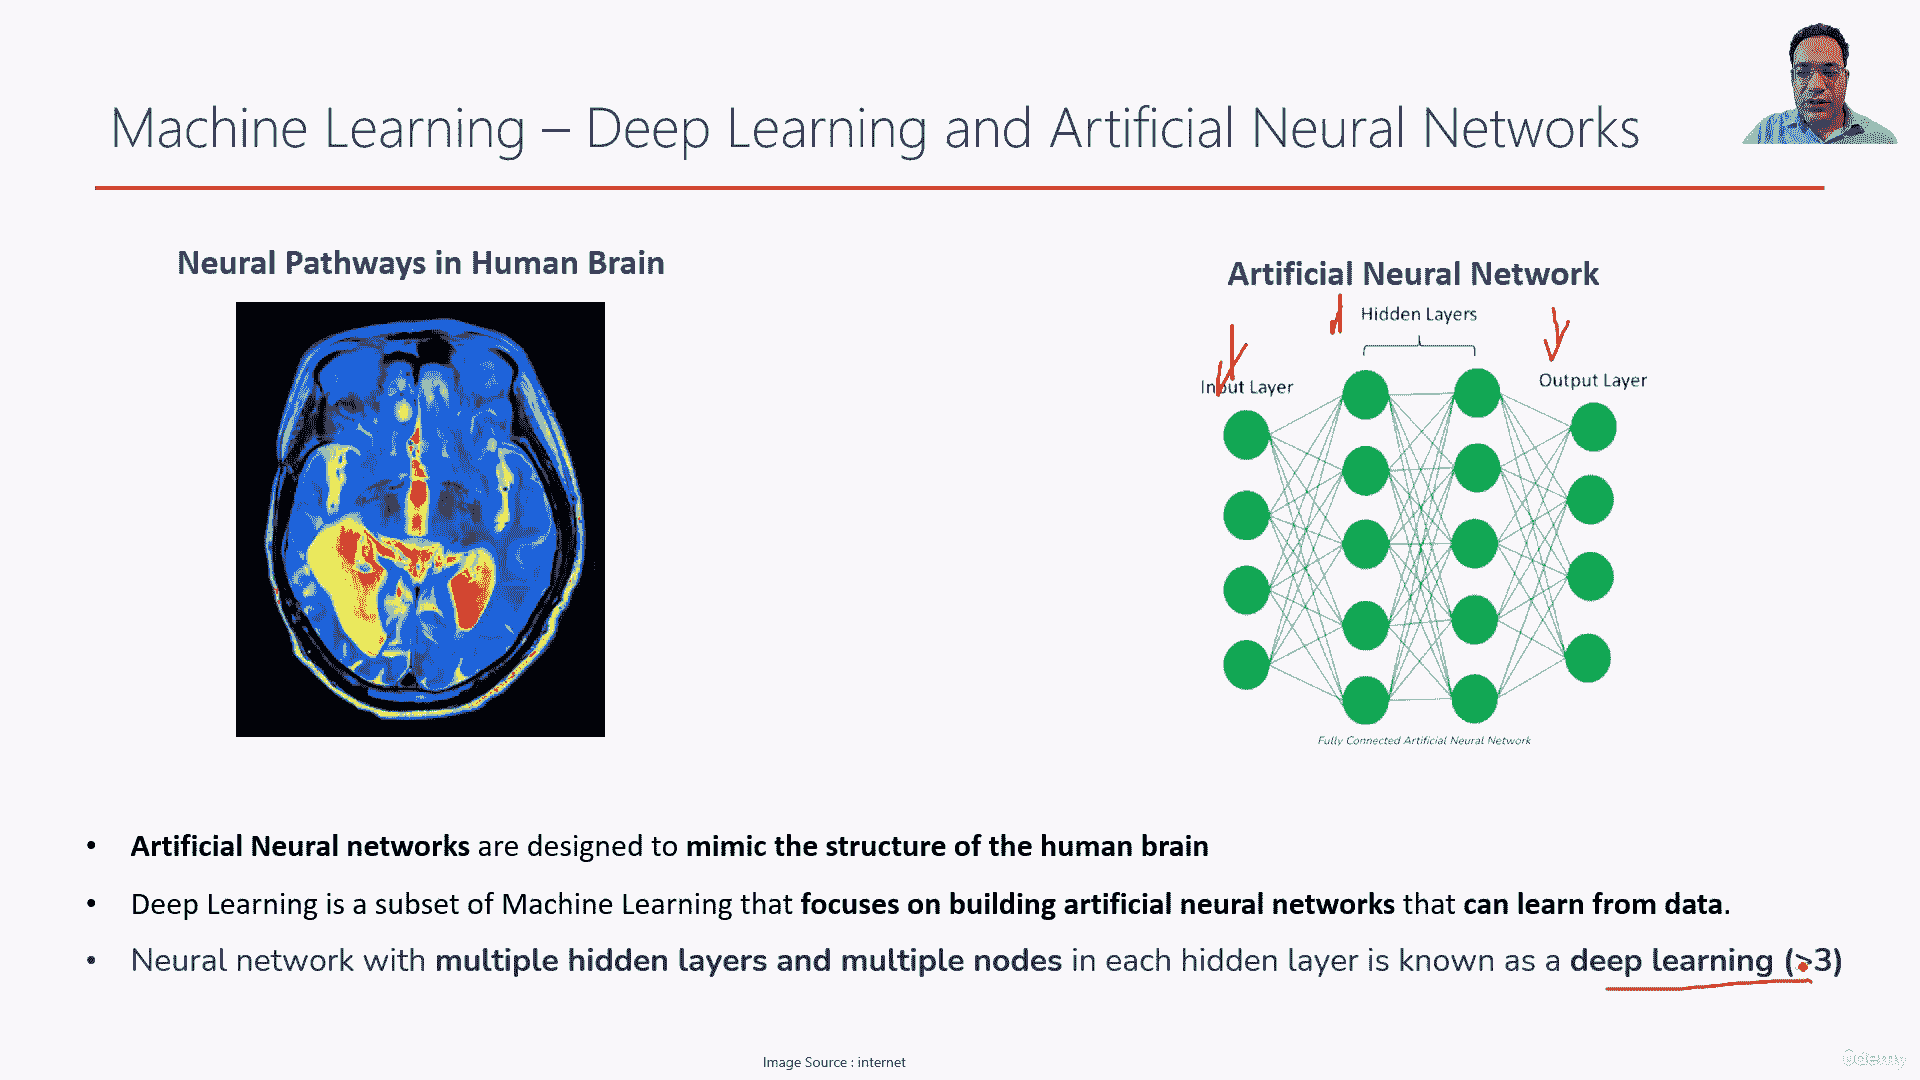 Machine Learning – Deep Learning and Artificial Neural Networks
Neural Pathways in Human Brain
Artificial Neural Network
Hidden Layers
Input Layer
Output Layer
Fully Connected Artificial Neural Network
• Artificial Neural networks are designed to mimic the structure of the human brain
• Deep Learning is a subset of Machine Learning that focuses on building artificial neural networks that can learn from data.
• Neural network with multiple hidden layers and multiple nodes in each hidden layer is known as a deep learning (>3)
Image Source : internet
Udemy